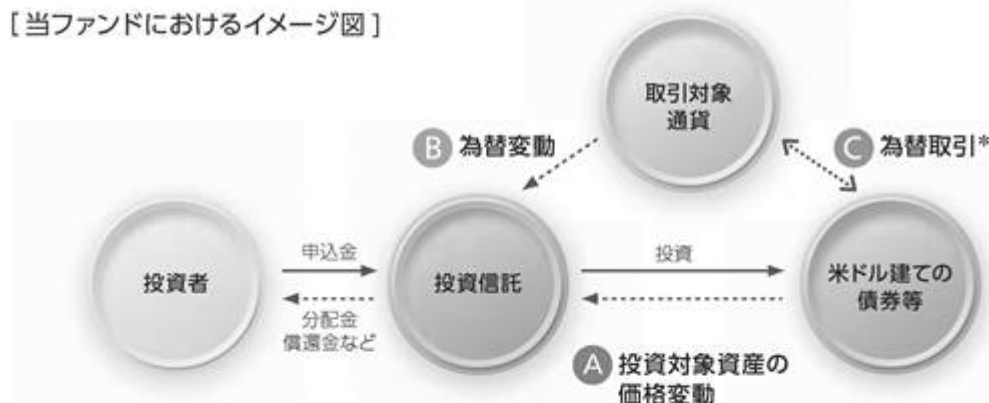 [当ファンドにおけるイメージ図]
取引対象
通貨
B 為替変動
C 為替取引*
投資者
申込金
分配金
償還金など
投資信託
投資
米ドル建ての
債券等
A 投資対象資産の
価格変動